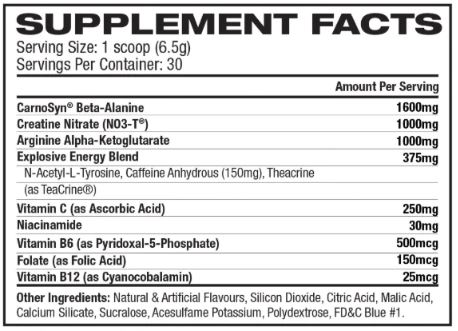 SUPPLEMENT FACTS
Serving Size: 1 scoop (6.5g)
Servings Per Container: 30
Amount Per Serving
CarnoSyn® Beta-Alanine 1600mg
Creatine Nitrate (NO3-T®) 1000mg
Arginine Alpha-Ketoglutarate 1000mg
Explosive Energy Blend 375mg
N-Acetyl-L-Tyrosine, Caffeine Anhydrous (150mg), Theacrine
(as TeaCrine®)
Vitamin C (as Ascorbic Acid) 250mg
Niacinamide 30mg
Vitamin B6 (as Pyridoxal-5-Phosphate) 500mcg
Folate (as Folic Acid) 150mcg
Vitamin B12 (as Cyanocobalamin) 25mcg
Other Ingredients: Natural & Artificial Flavours, Silicon Dioxide, Citric Acid, Malic Acid,
Calcium Silicate, Sucralose, Acesulfame Potassium, Polydextrose, FD&C Blue #1.